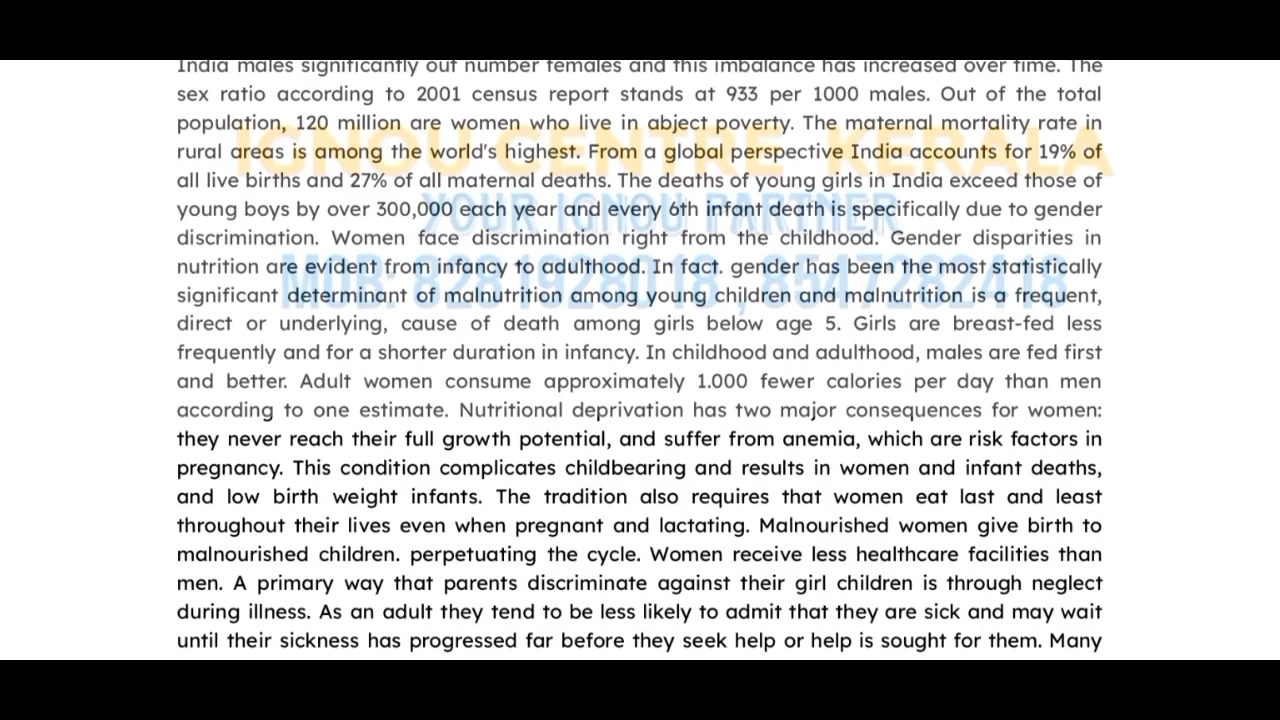 India males significantly out number females and this imbalance has increased over time. The
sex ratio according to 2001 census report stands at 933 per 1000 males. Out of the total
population, 120 million are women who live in abject poverty. The maternal mortality rate in
rural areas is among the world's highest. From a global perspective India accounts for 19% of
all live births and 27% of all maternal deaths. The deaths of young girls in India exceed those of
young boys by over 300,000 each year and every 6th infant death is specifically due to gender
discrimination. Women face discrimination right from the childhood. Gender disparities in
nutrition are evident from infancy to adulthood. In fact. gender has been the most statistically
significant determinant of malnutrition among young children and malnutrition is a frequent,
direct or underlying, cause of death among girls below age 5. Girls are breast-fed less
frequently and for a shorter duration in infancy. In childhood and adulthood, males are fed first
and better. Adult women consume approximately 1.000 fewer calories per day than men
according to one estimate. Nutritional deprivation has two major consequences for women:
they never reach their full growth potential, and suffer from anemia, which are risk factors in
pregnancy. This condition complicates childbearing and results in women and infant deaths,
and low birth weight infants. The tradition also requires that women eat last and least
throughout their lives even when pregnant and lactating. Malnourished women give birth to
malnourished children. perpetuating the cycle. Women receive less healthcare facilities than
men. A primary way that parents discriminate against their girl children is through neglect
during illness. As an adult they tend to be less likely to admit that they are sick and may wait
until their sickness has progressed far before they seek help or help is sought for them. Many
IGNOU CENTRE KERALA
YOUR IGNOU PARTNER
MOB: 8281928018, 8547282418